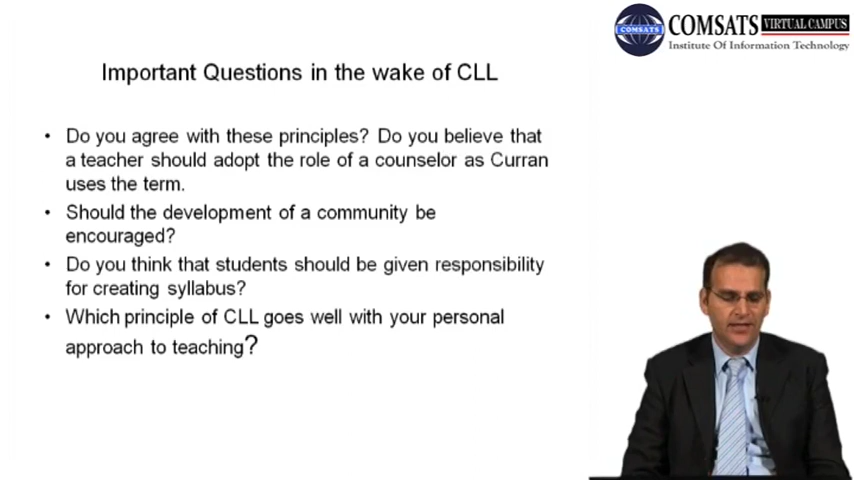 COMSATS
COMSATS VIRTUAL CAMPUS
Institute Of Information Technology
Important Questions in the wake of CLL
• Do you agree with these principles? Do you believe that
a teacher should adopt the role of a counselor as Curran
uses the term.
• Should the development of a community be
encouraged?
• Do you think that students should be given responsibility
for creating syllabus?
• Which principle of CLL goes well with your personal
approach to teaching?